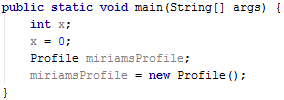 public static void main(String[] args) {
    int x;
    x = 0;
    Profile miriamsProfile;
    miriamsProfile = new Profile();
}